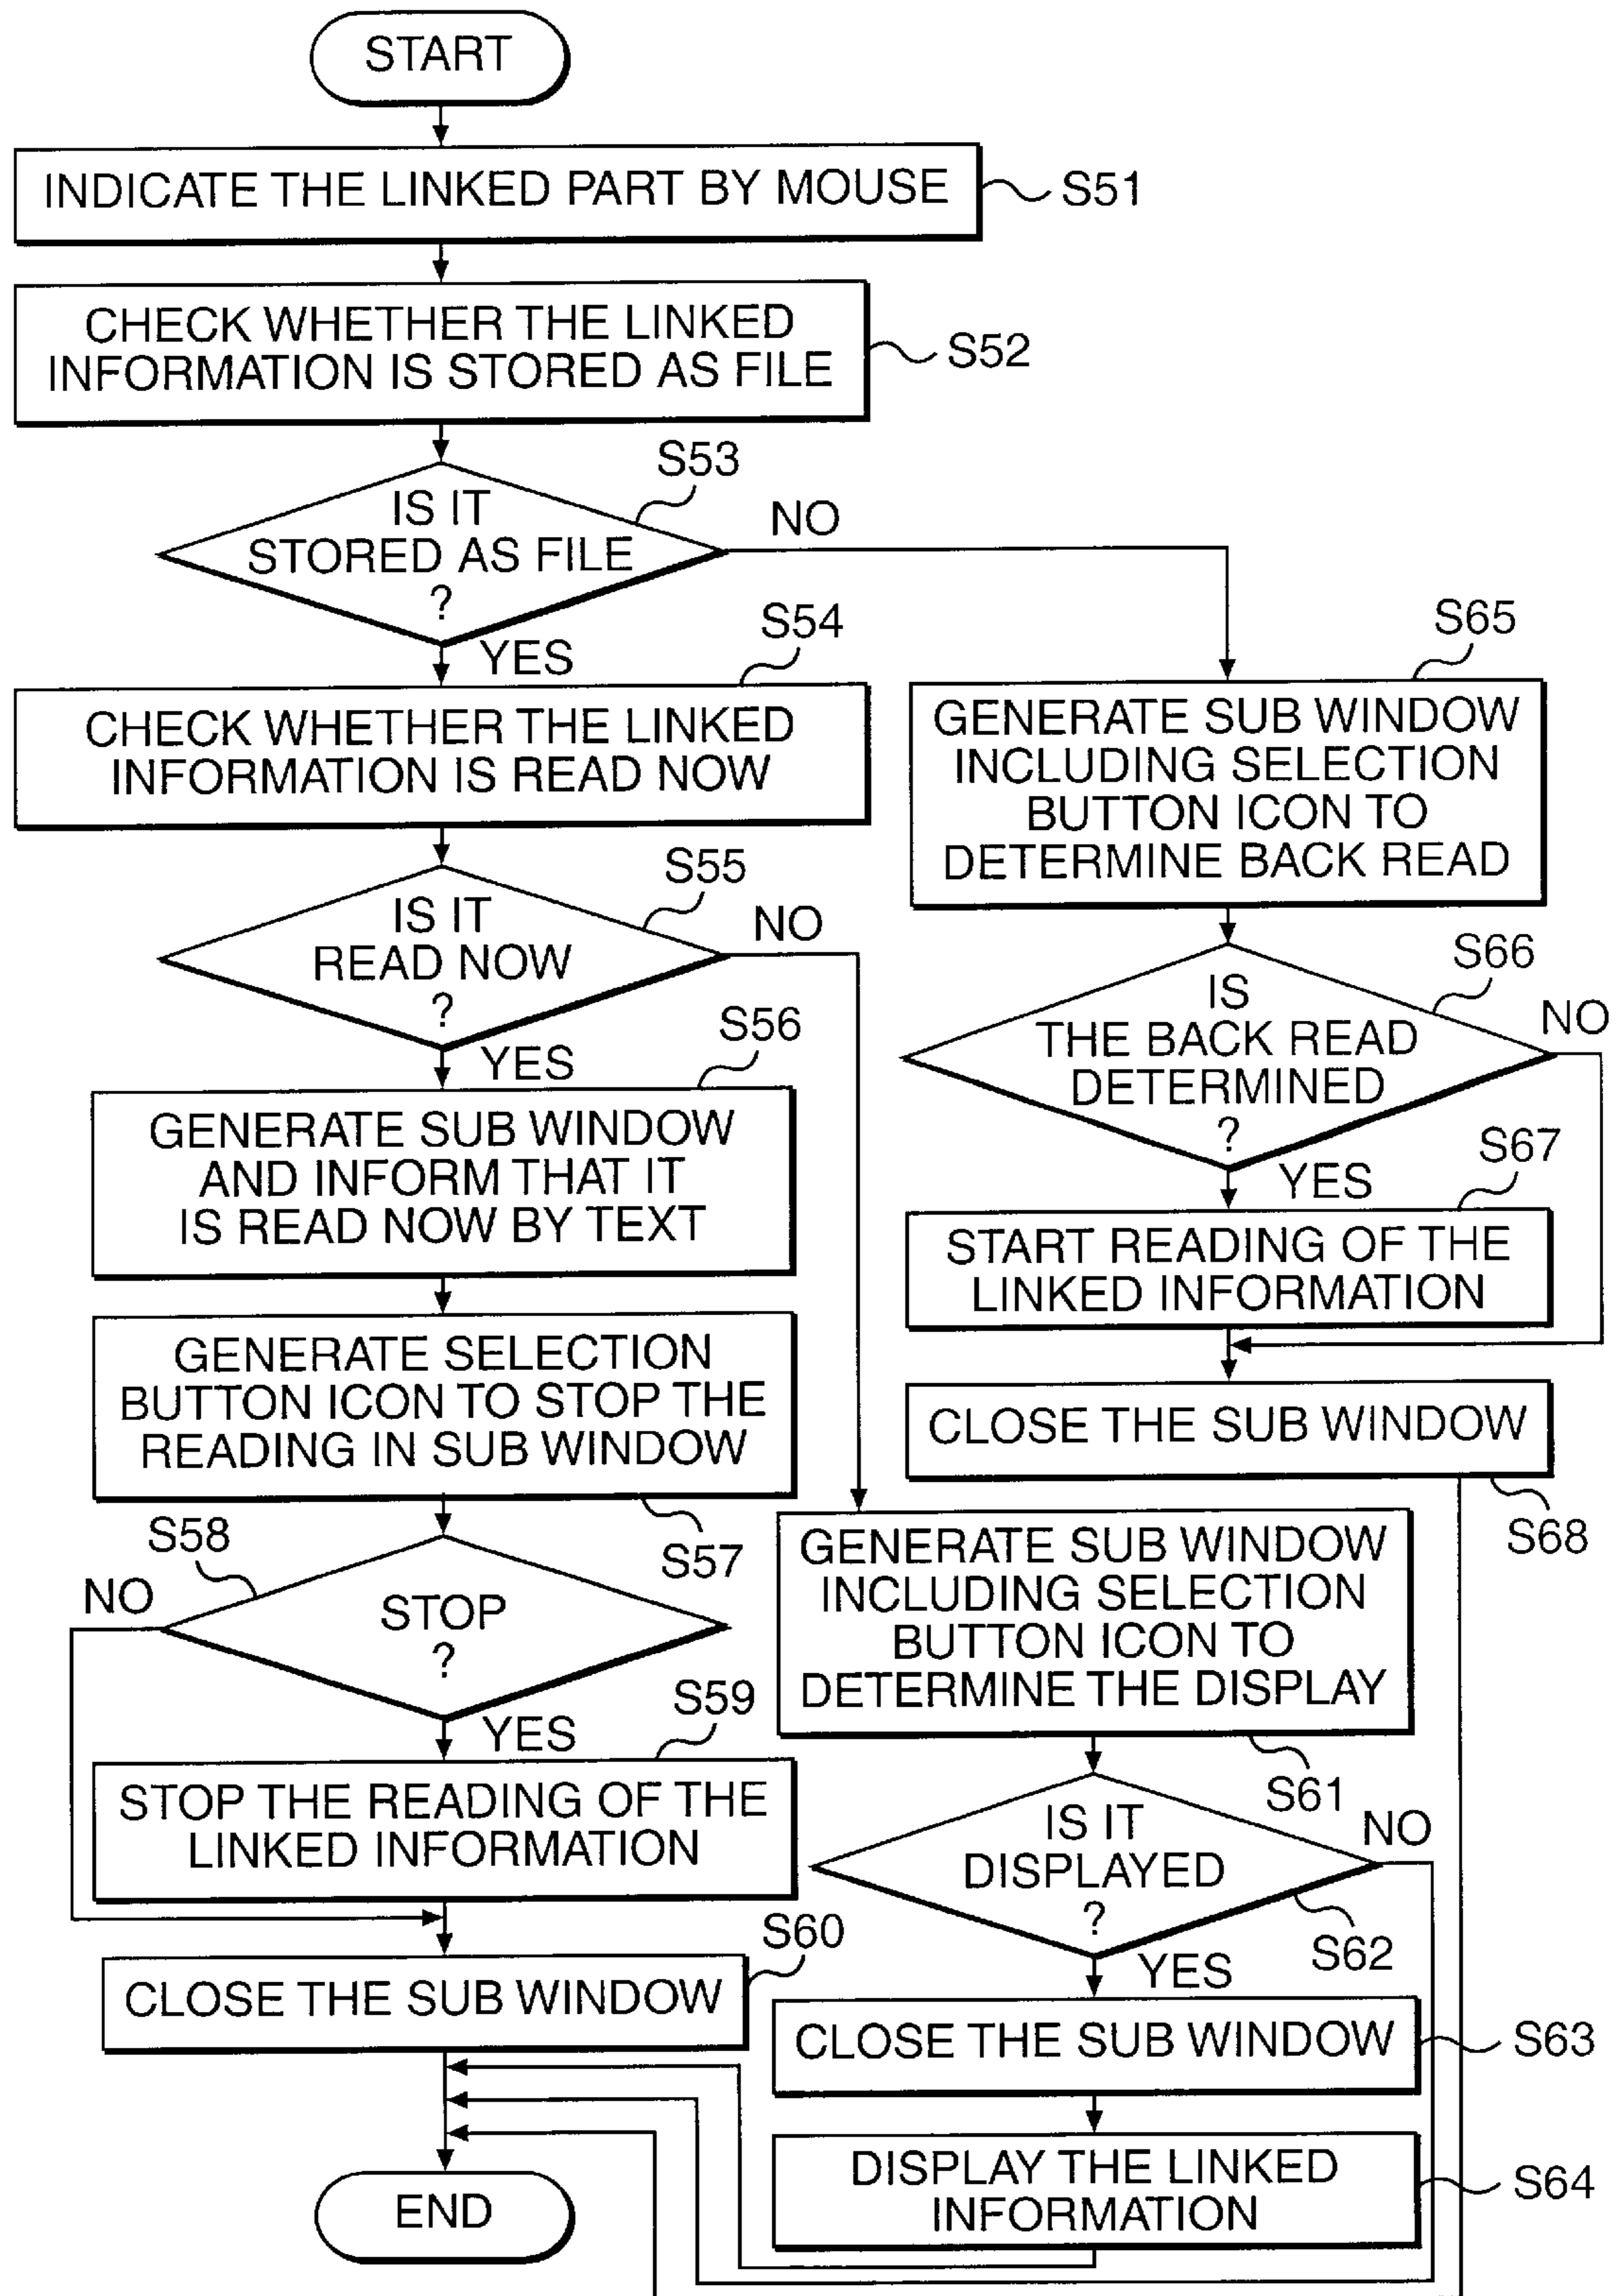 START
INDICATE THE LINKED PART BY MOUSE
S51
CHECK WHETHER THE LINKED
INFORMATION IS STORED AS FILE
S52
S53
IS IT
STORED AS FILE
?
NO
YES
S54
CHECK WHETHER THE LINKED
INFORMATION IS READ NOW
S55
IS IT
READ NOW
?
NO
YES
S56
GENERATE SUB WINDOW
AND INFORM THAT IT
IS READ NOW BY TEXT
GENERATE SELECTION
BUTTON ICON TO STOP THE
READING IN SUB WINDOW
S57
S58
NO
STOP
?
YES
S59
STOP THE READING OF THE
LINKED INFORMATION
S60
CLOSE THE SUB WINDOW
END
S65
GENERATE SUB WINDOW
INCLUDING SELECTION
BUTTON ICON TO
DETERMINE BACK READ
S66
IS
THE BACK READ
DETERMINED
?
NO
YES
S67
START READING OF THE
LINKED INFORMATION
CLOSE THE SUB WINDOW
S68
GENERATE SUB WINDOW
INCLUDING SELECTION
BUTTON ICON TO
DETERMINE THE DISPLAY
S61
IS IT
DISPLAYED
?
NO
S62
YES
CLOSE THE SUB WINDOW
S63
DISPLAY THE LINKED
INFORMATION
S64